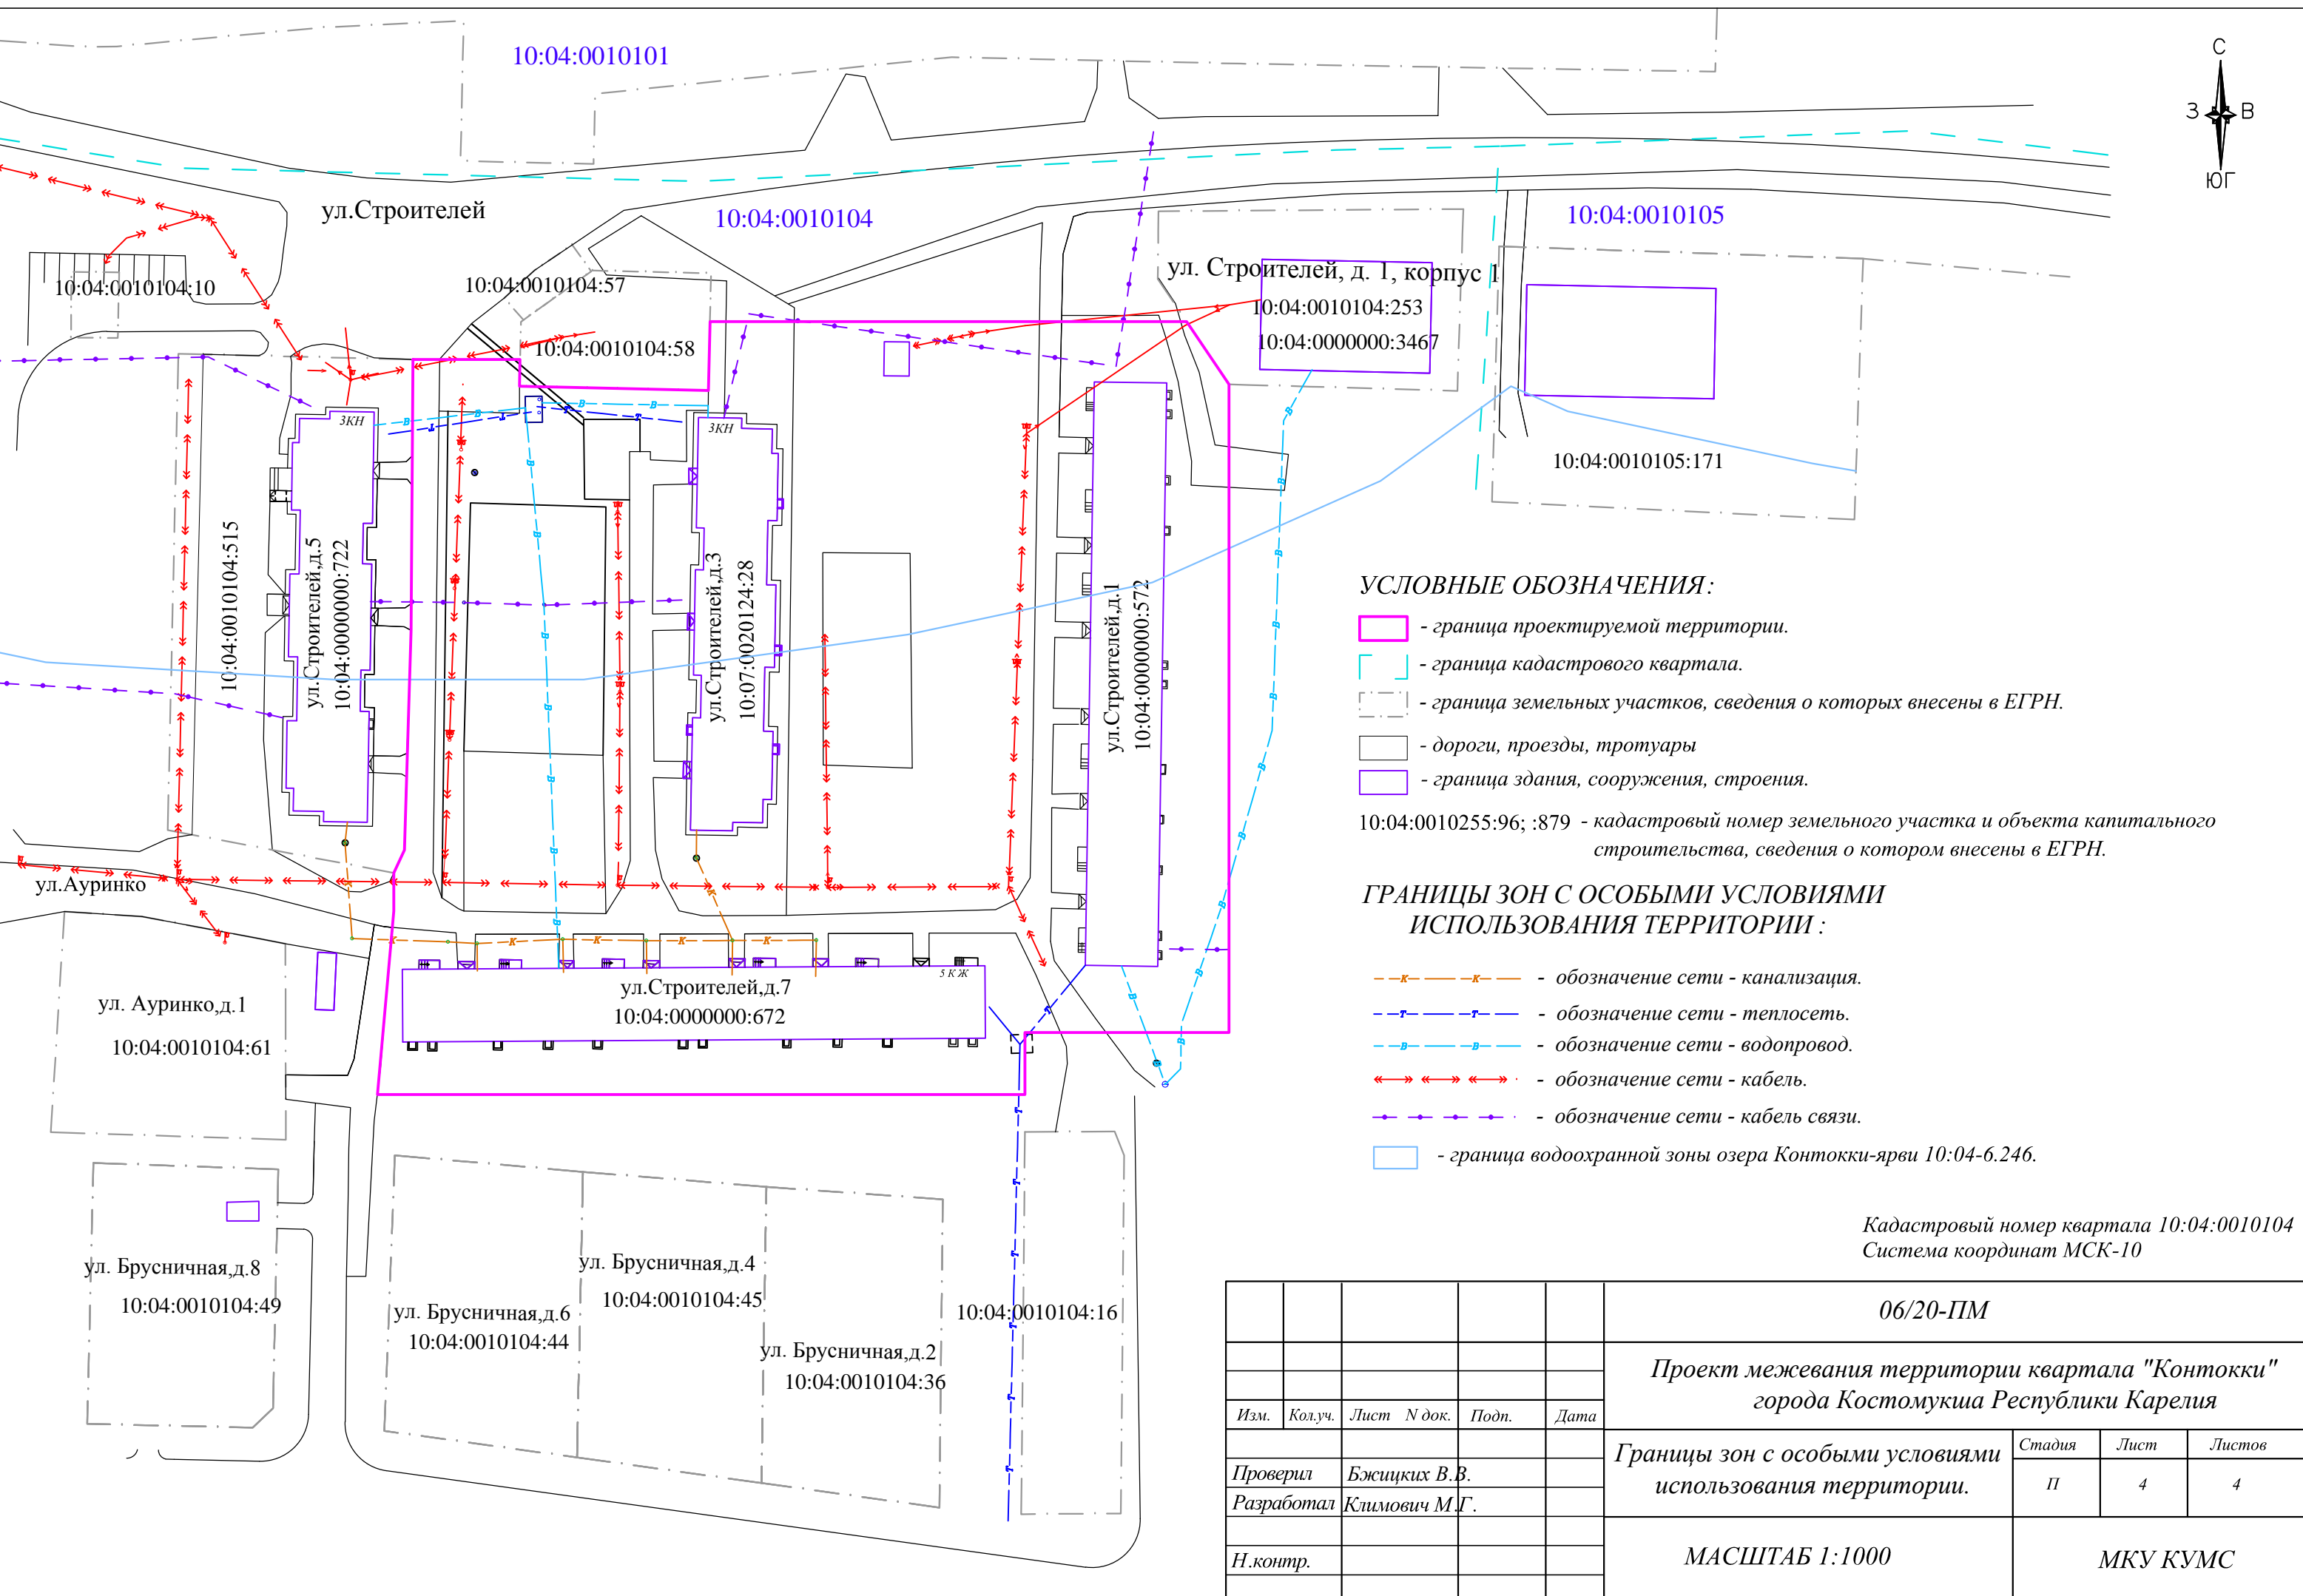 10:04:0010101
С
З В
ЮГ
ул.Строителей
10:04:0010104
10:04:0010105
10:04:0010104:10
10:04:0010104:57
ул. Строителей, д. 1, корпус 1
10:04:0010104:253
10:04:0000000:3467
10:04:0010104:58
3КН
3КН
10:04:0010105:171
10:04:0010104:515
ул.Строителей,д.5
10:04:0000000:722
ул.Строителей,д.3
10:07:0020124:28
ул.Строителей,д.1
10:04:0000000:572
УСЛОВНЫЕ ОБОЗНАЧЕНИЯ:
- граница проектируемой территории.
- граница кадастрового квартала.
- граница земельных участков, сведения о которых внесены в ЕГРН.
- дороги, проезды, тротуары
- граница здания, сооружения, строения.
10:04:0010255:96; :879 - кадастровый номер земельного участка и объекта капитального
строительства, сведения о котором внесены в ЕГРН.
ГРАНИЦЫ ЗОН С ОСОБЫМИ УСЛОВИЯМИ
ИСПОЛЬЗОВАНИЯ ТЕРРИТОРИИ :
К К - обозначение сети - канализация.
Т Т - обозначение сети - теплосеть.
В В - обозначение сети - водопровод.
- обозначение сети - кабель.
- обозначение сети - кабель связи.
- граница водоохранной зоны озера Контокки-ярви 10:04-6.246.
ул.Ауринко
5 К Ж
ул.Строителей,д.7
10:04:0000000:672
ул. Ауринко,д.1
10:04:0010104:61
ул. Брусничная,д.8
10:04:0010104:49
ул. Брусничная,д.6
10:04:0010104:44
ул. Брусничная,д.4
10:04:0010104:45
ул. Брусничная,д.2
10:04:0010104:36
10:04:0010104:16
Кадастровый номер квартала 10:04:0010104
Система координат МСК-10
06/20-ПМ
Проект межевания территории квартала "Контокки"
города Костомукша Республики Карелия
Изм. Кол.уч. Лист N док. Подп. Дата
Границы зон с особыми условиями
использования территории.
Стадия Лист Листов
П 4 4
Проверил Бжицких В.В.
Разработал Климович М.Г.
Н.контр.
МАСШТАБ 1:1000
МКУ КУМС